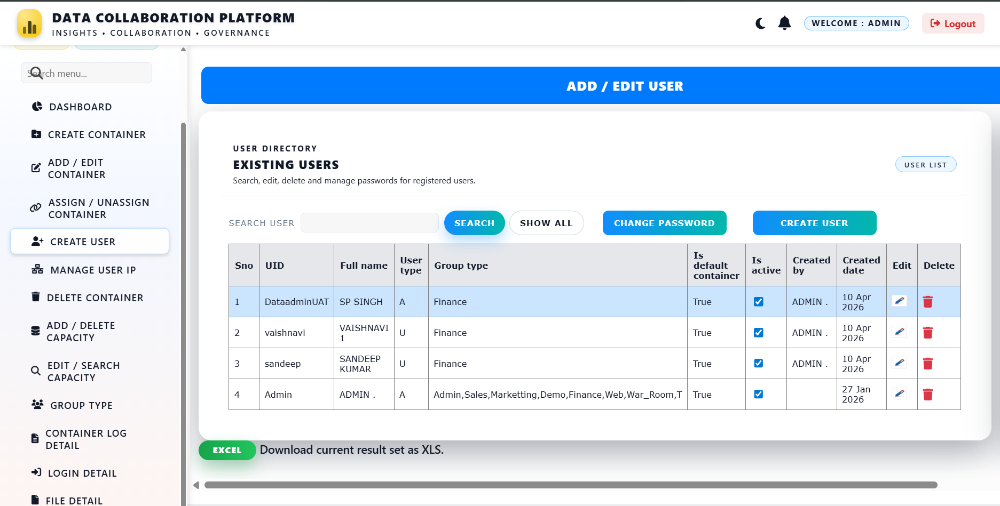 DATA COLLABORATION PLATFORM
INSIGHTS • COLLABORATION • GOVERNANCE
WELCOME : ADMIN
Logout
Search menu...
DASHBOARD
CREATE CONTAINER
ADD / EDIT
CONTAINER
ASSIGN / UNASSIGN
CONTAINER
CREATE USER
MANAGE USER IP
DELETE CONTAINER
ADD / DELETE
CAPACITY
EDIT / SEARCH
CAPACITY
GROUP TYPE
CONTAINER LOG
DETAIL
LOGIN DETAIL
FILE DETAIL
ADD / EDIT USER
USER DIRECTORY
EXISTING USERS
Search, edit, delete and manage passwords for registered users.
USER LIST
SEARCH USER
SEARCH
SHOW ALL
CHANGE PASSWORD
CREATE USER
Sno UID Full name User type Group type Is default container Is active Created by Created date Edit Delete
1 DataadminUAT SP SINGH A Finance True ADMIN . 10 Apr 2026
2 vaishnavi VAISHNAVI 1 U Finance True ADMIN . 10 Apr 2026
3 sandeep SANDEEP KUMAR U Finance True ADMIN . 10 Apr 2026
4 Admin ADMIN . A Admin,Sales,Marketting,Demo,Finance,Web,War_Room,T True 27 Jan 2026
EXCEL
Download current result set as XLS.